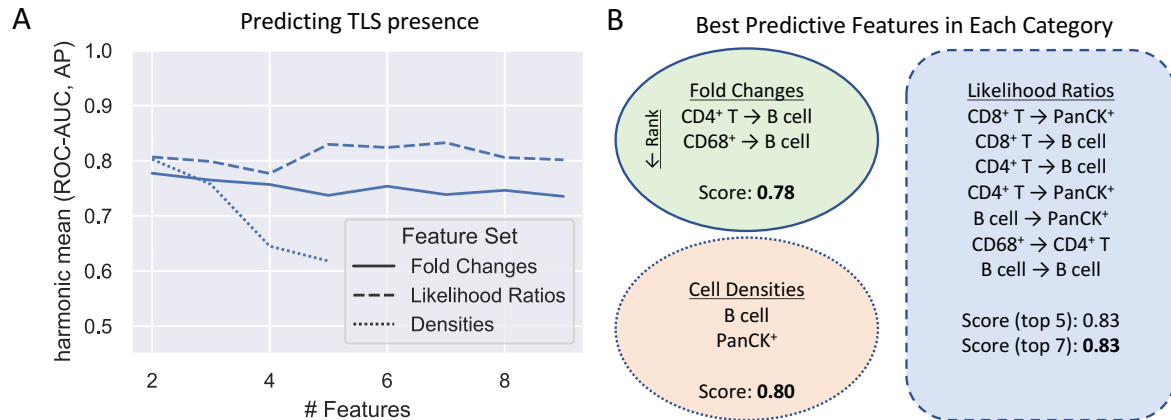 A
Predicting TLS presence
harmonic mean (ROC-AUC, AP)
1.0
0.9
0.8
0.7
0.6
0.5
Feature Set
Fold Changes
Likelihood Ratios
Densities
2
4
6
8
# Features
B
Best Predictive Features in Each Category
Fold Changes
CD4⁺ T → B cell
CD68⁺ → B cell
← Rank
Score: 0.78
Cell Densities
B cell
PanCK⁺
Score: 0.80
Likelihood Ratios
CD8⁺ T → PanCK⁺
CD8⁺ T → B cell
CD4⁺ T → B cell
CD4⁺ T → PanCK⁺
B cell → PanCK⁺
CD68⁺ → CD4⁺ T
B cell → B cell
Score (top 5): 0.83
Score (top 7): 0.83